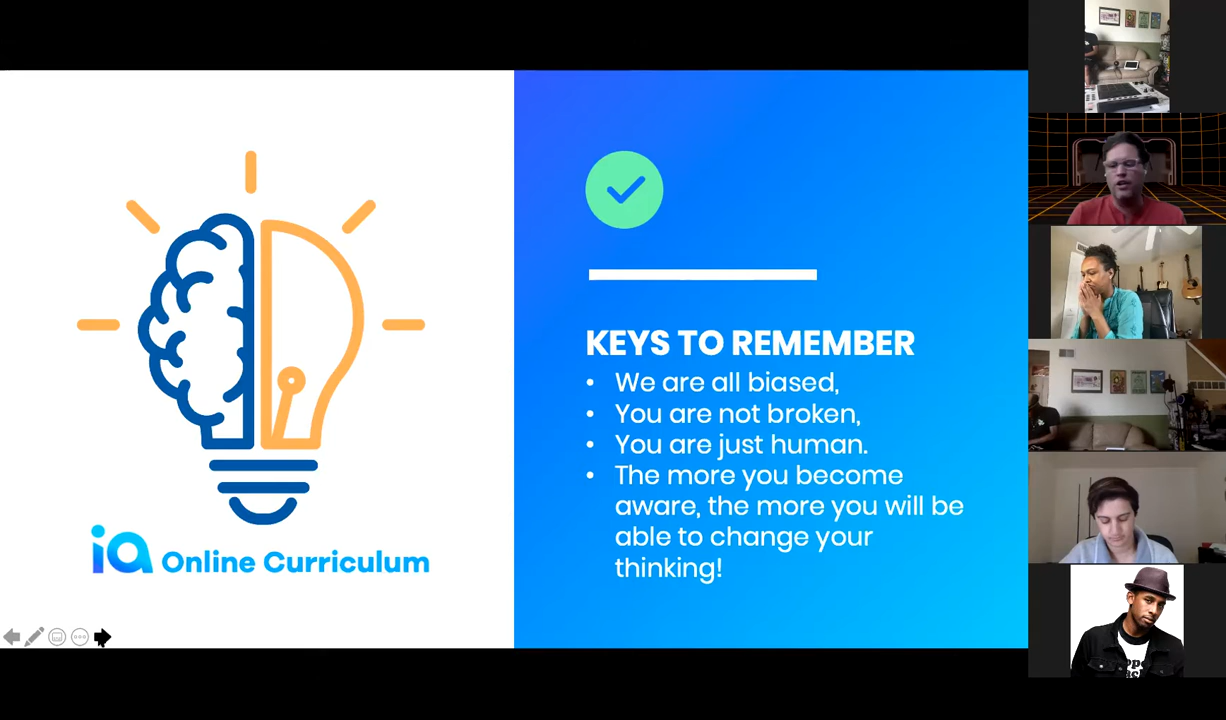 KEYS TO REMEMBER
• We are all biased,
• You are not broken,
• You are just human.
• The more you become
aware, the more you will be
able to change your
thinking!
ia Online Curriculum